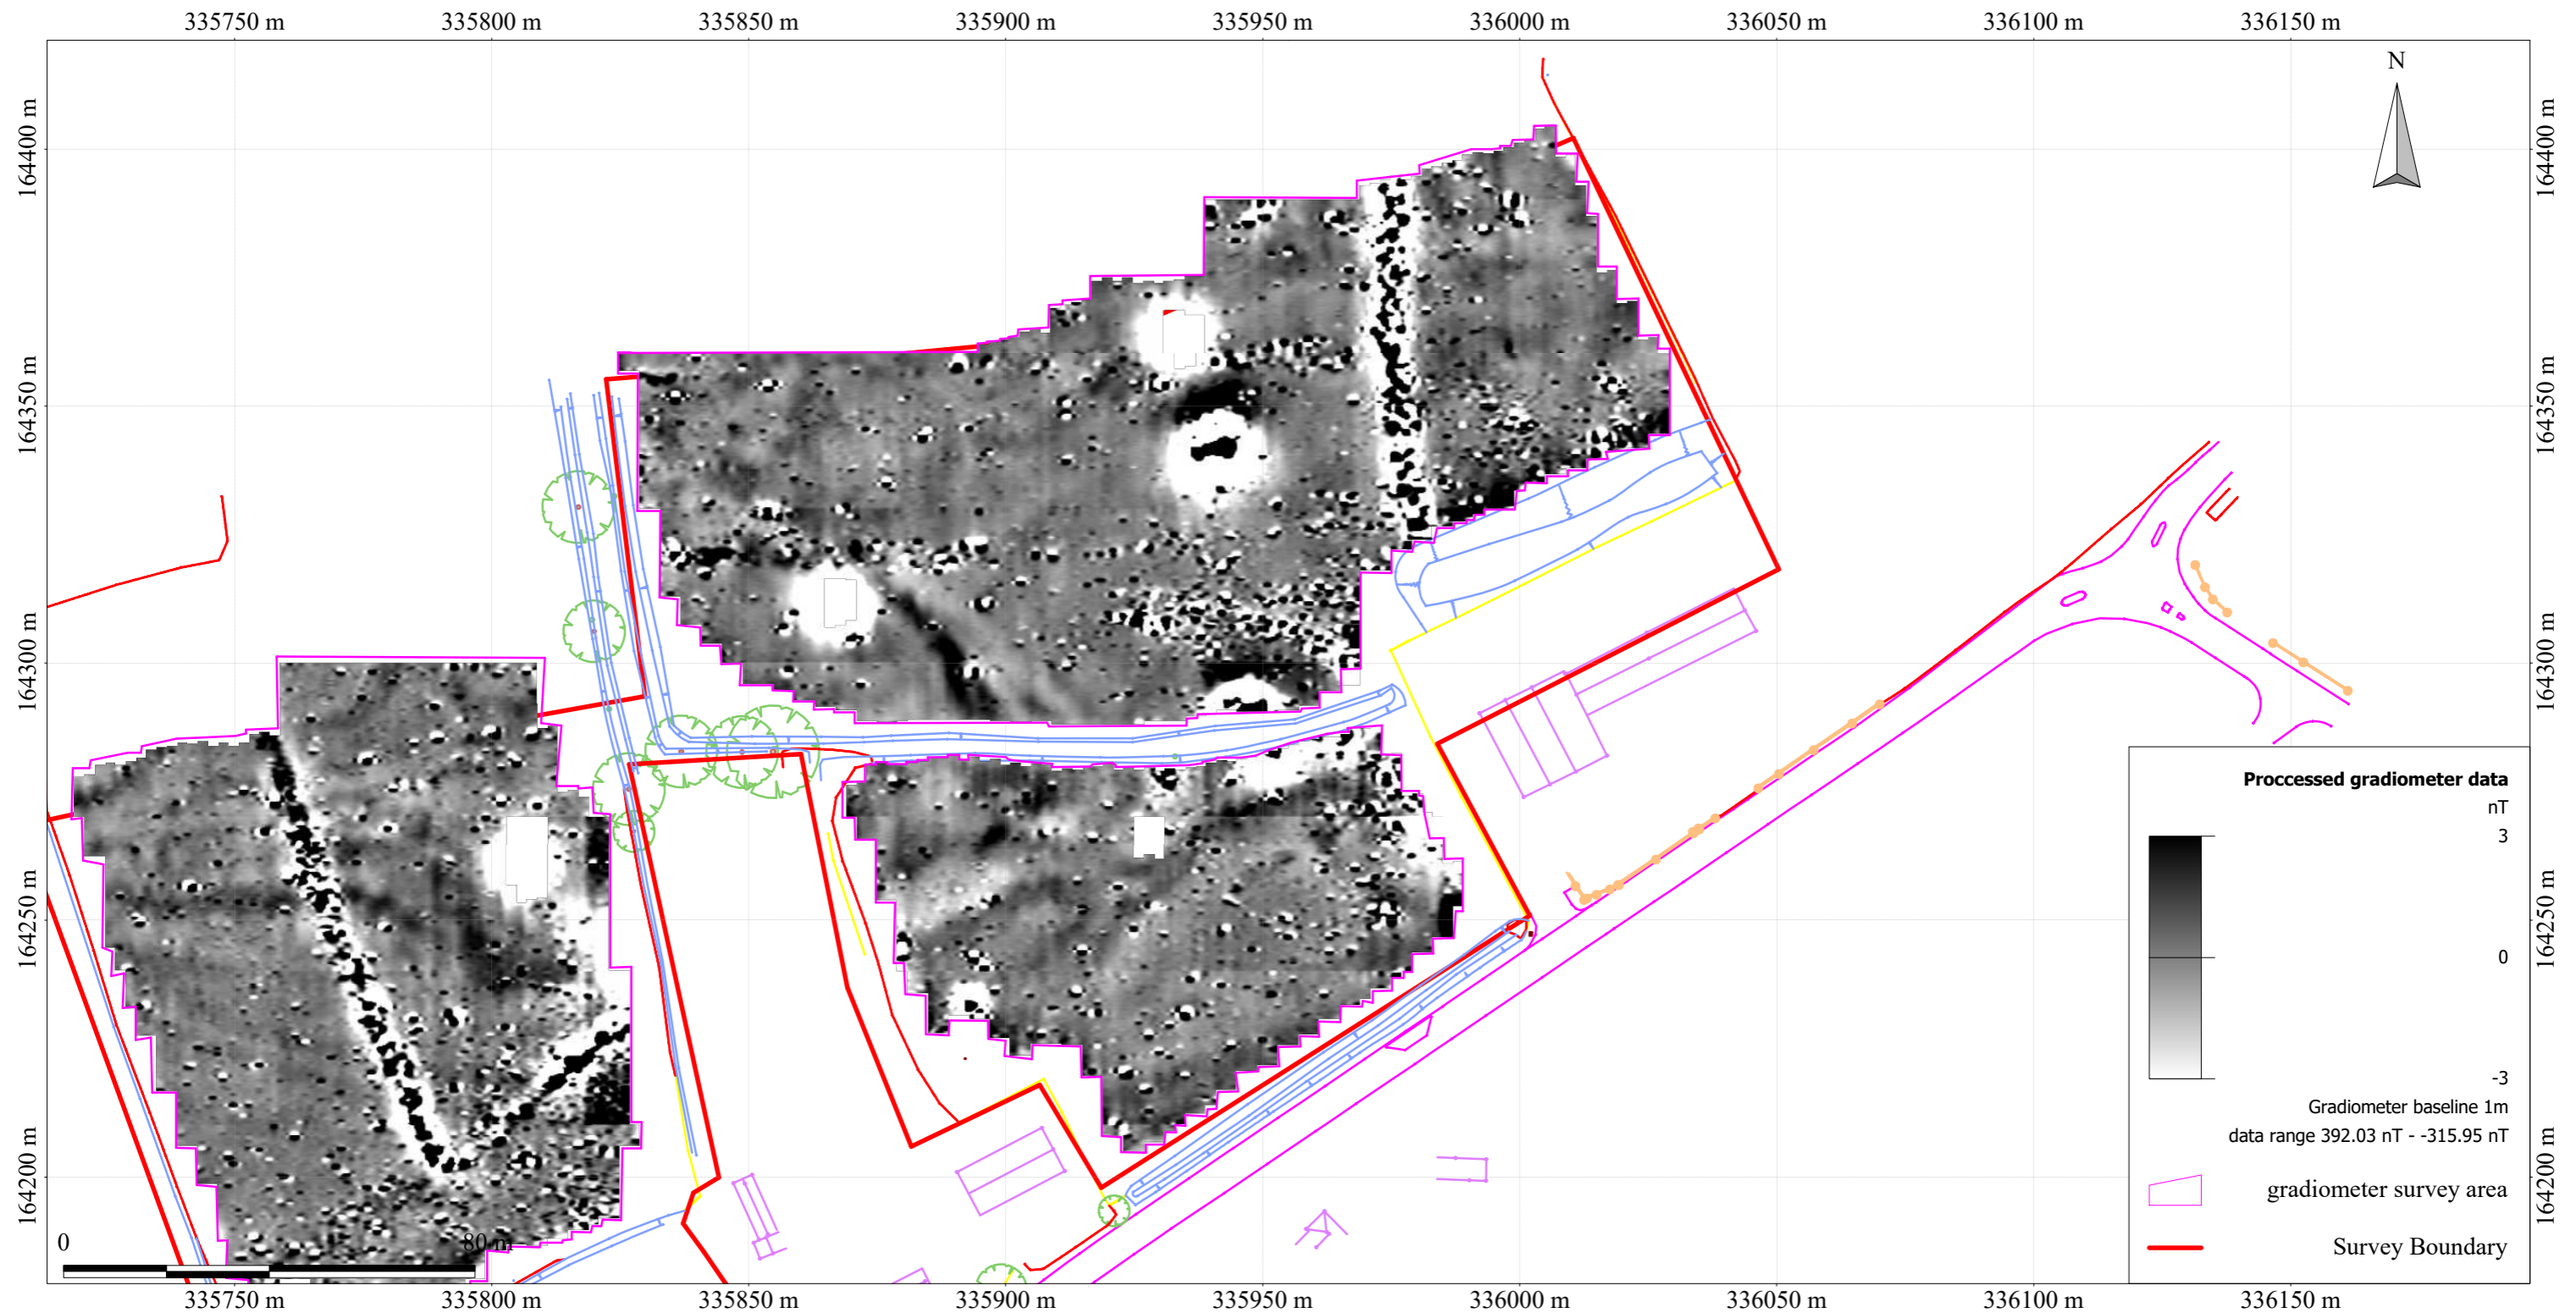 335750 m 335800 m 335850 m 335900 m 335950 m 336000 m 336050 m 336100 m 336150 m
N
164400 m 164400 m
164350 m 164350 m
164300 m 164300 m
164250 m 164250 m
164200 m 164200 m
Proccessed gradiometer data
nT
3
0
-3
Gradiometer baseline 1m
data range 392.03 nT - -315.95 nT
gradiometer survey area
Survey Boundary
0 80 m
335750 m 335800 m 335850 m 335900 m 335950 m 336000 m 336050 m 336100 m 336150 m